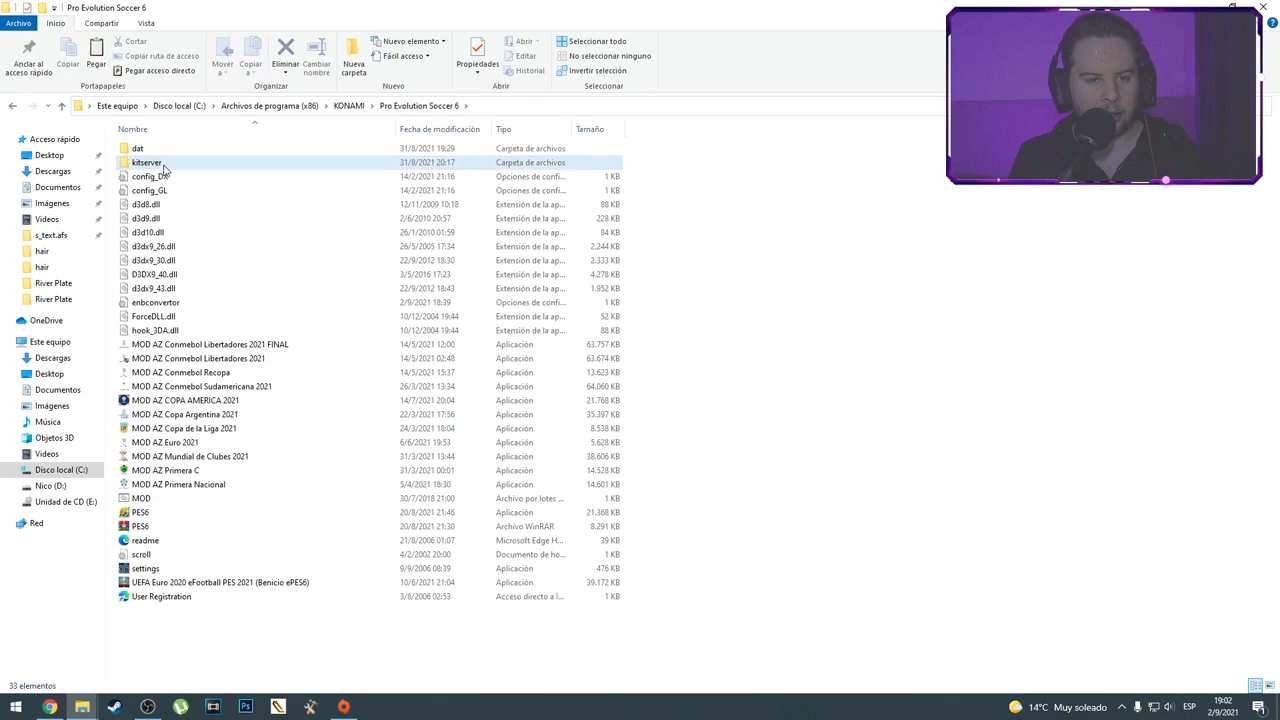 Pro Evolution Soccer 6
Archivo Inicio Compartir Vista
Anclar al acceso rápido
Copiar
Pegar
Cortar
Copiar ruta de acceso
Pegar acceso directo
Portapapeles
Mover a
Copiar a
Eliminar
Cambiar nombre
Organizar
Nueva carpeta
Nuevo elemento
Fácil acceso
Nuevo
Propiedades
Abrir
Editar
Historial
Abrir
Seleccionar todo
No seleccionar ninguno
Invertir selección
Seleccionar
Este equipo > Disco local (C:) > Archivos de programa (x86) > KONAMI > Pro Evolution Soccer 6 >
Acceso rápido
Desktop
Descargas
Documentos
Imágenes
Videos
s_text.afs
hair
hair
River Plate
River Plate
OneDrive
Este equipo
Descargas
Desktop
Documentos
Imágenes
Música
Objetos 3D
Videos
Disco local (C:)
Nico (D:)
Unidad de CD (E:)
Red
Nombre Fecha de modificación Tipo Tamaño
dat 31/8/2021 19:29 Carpeta de archivos
kitserver 31/8/2021 20:17 Carpeta de archivos
14/2/2021 21:16 Opciones de confi... 1 KB
config_GL 14/2/2021 21:16 Opciones de confi... 1 KB
d3d8.dll 12/11/2009 10:18 Extensión de la ap... 88 KB
d3d9.dll 2/6/2010 20:57 Extensión de la ap... 228 KB
d3d10.dll 26/1/2010 01:59 Extensión de la ap... 84 KB
d3dx9_26.dll 26/5/2005 17:34 Extensión de la ap... 2.244 KB
d3dx9_30.dll 22/9/2012 18:30 Extensión de la ap... 2.333 KB
D3DX9_40.dll 3/5/2016 17:23 Extensión de la ap... 4.278 KB
d3dx9_43.dll 22/9/2012 18:43 Extensión de la ap... 1.952 KB
enbconvertor 2/9/2021 18:39 Opciones de confi... 1 KB
ForceDLL.dll 10/12/2004 19:44 Extensión de la ap... 52 KB
hook_3DA.dll 10/12/2004 19:44 Extensión de la ap... 88 KB
MOD AZ Conmebol Libertadores 2021 FINAL 14/5/2021 12:00 Aplicación 63.757 KB
MOD AZ Conmebol Libertadores 2021 14/5/2021 02:48 Aplicación 63.674 KB
MOD AZ Conmebol Recopa 14/5/2021 15:37 Aplicación 13.623 KB
MOD AZ Conmebol Sudamericana 2021 26/3/2021 13:34 Aplicación 64.060 KB
MOD AZ COPA AMERICA 2021 14/7/2021 20:04 Aplicación 21.768 KB
MOD AZ Copa Argentina 2021 22/3/2021 17:56 Aplicación 35.397 KB
MOD AZ Copa de la Liga 2021 24/3/2021 18:04 Aplicación 8.538 KB
MOD AZ Euro 2021 6/6/2021 19:53 Aplicación 5.628 KB
MOD AZ Mundial de Clubes 2021 31/3/2021 13:44 Aplicación 38.606 KB
MOD AZ Primera C 31/3/2021 00:01 Aplicación 14.528 KB
MOD AZ Primera Nacional 5/4/2021 18:30 Aplicación 14.601 KB
MOD 30/7/2018 21:00 Archivo por lotes ... 1 KB
PES6 20/8/2021 21:46 Aplicación 21.368 KB
PES6 20/8/2021 21:30 Archivo WinRAR 8.291 KB
readme 21/8/2006 01:07 Microsoft Edge H... 39 KB
scroll 4/2/2002 20:00 Documento de ho... 1 KB
settings 9/9/2006 08:39 Aplicación 476 KB
UEFA Euro 2020 eFootball PES 2021 (Benicio ePES6) 10/6/2021 21:04 Aplicación 39.172 KB
User Registration 3/8/2006 02:53 Acceso directo a l... 1 KB
33 elementos
14°C Muy soleado ESP 19:02
2/9/2021